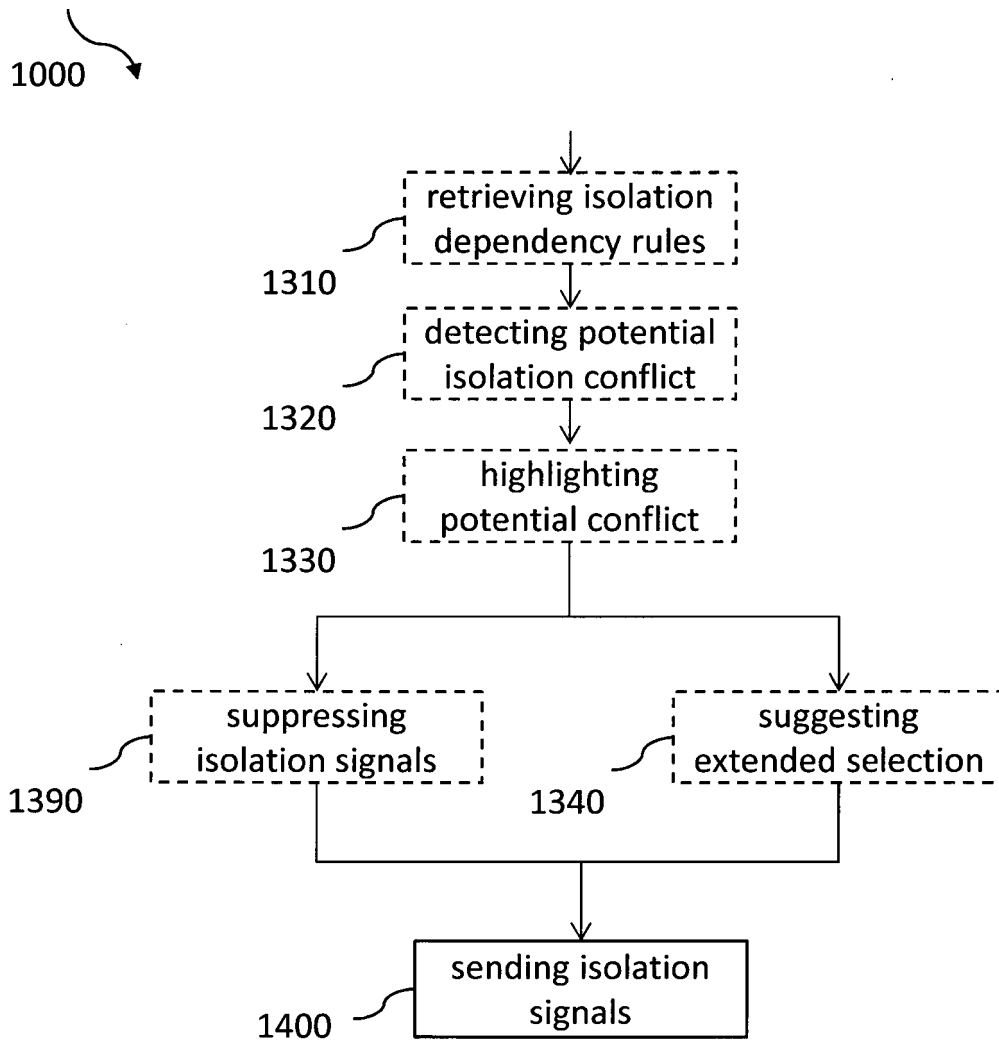 1000
retrieving isolation
dependency rules
1310
detecting potential
isolation conflict
1320
highlighting
potential conflict
1330
suppressing
isolation signals
1390
suggesting
extended selection
1340
sending isolation
signals
1400